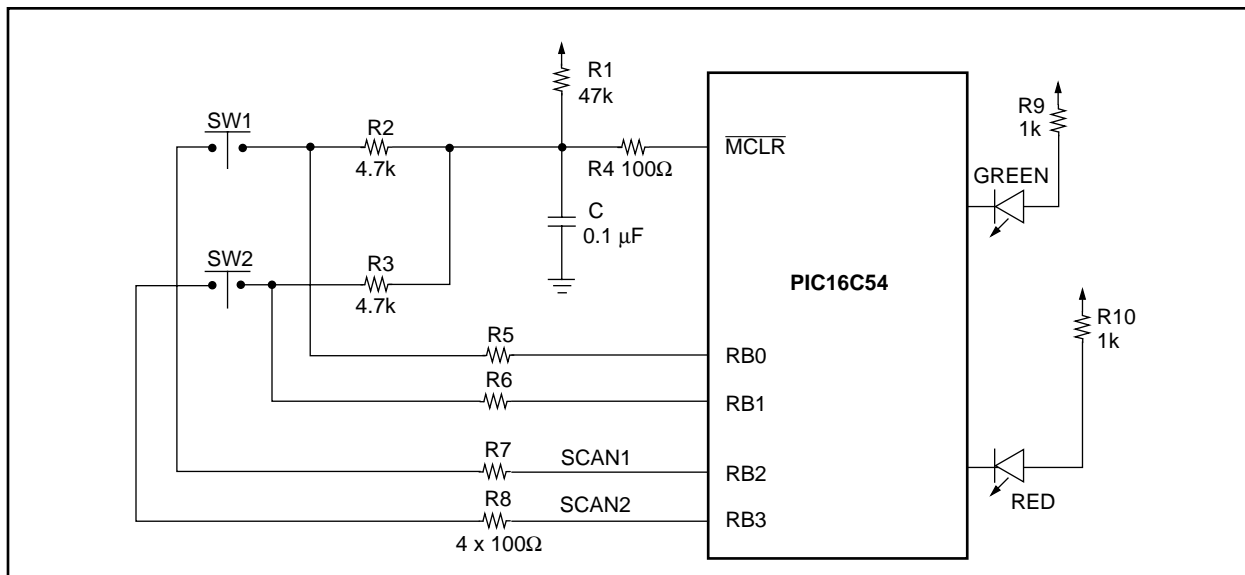 R1
47k
R9
1k
SW1
R2
4.7k
R4 100Ω
MCLR
GREEN
C
0.1 μF
SW2
R3
4.7k
PIC16C54
R10
1k
R5
RB0
R6
RB1
R7
SCAN1
RB2
R8
SCAN2
RB3
4 x 100Ω
RED